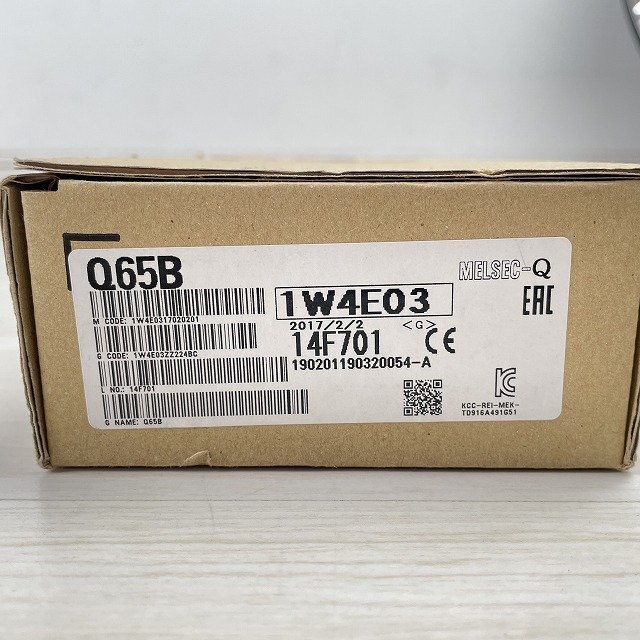 Q65B
MELSEC-Q
M CODE: 1W4E0317020201
1W4E03
EAC
2017/2/2 <G>
G CODE: 1W4E03ZZ224BC
14F701 CE
190201190320054-A
L NO.: 14F701
KC
KCC-REI-MEK-
TD916A491G51
G NAME: Q65B